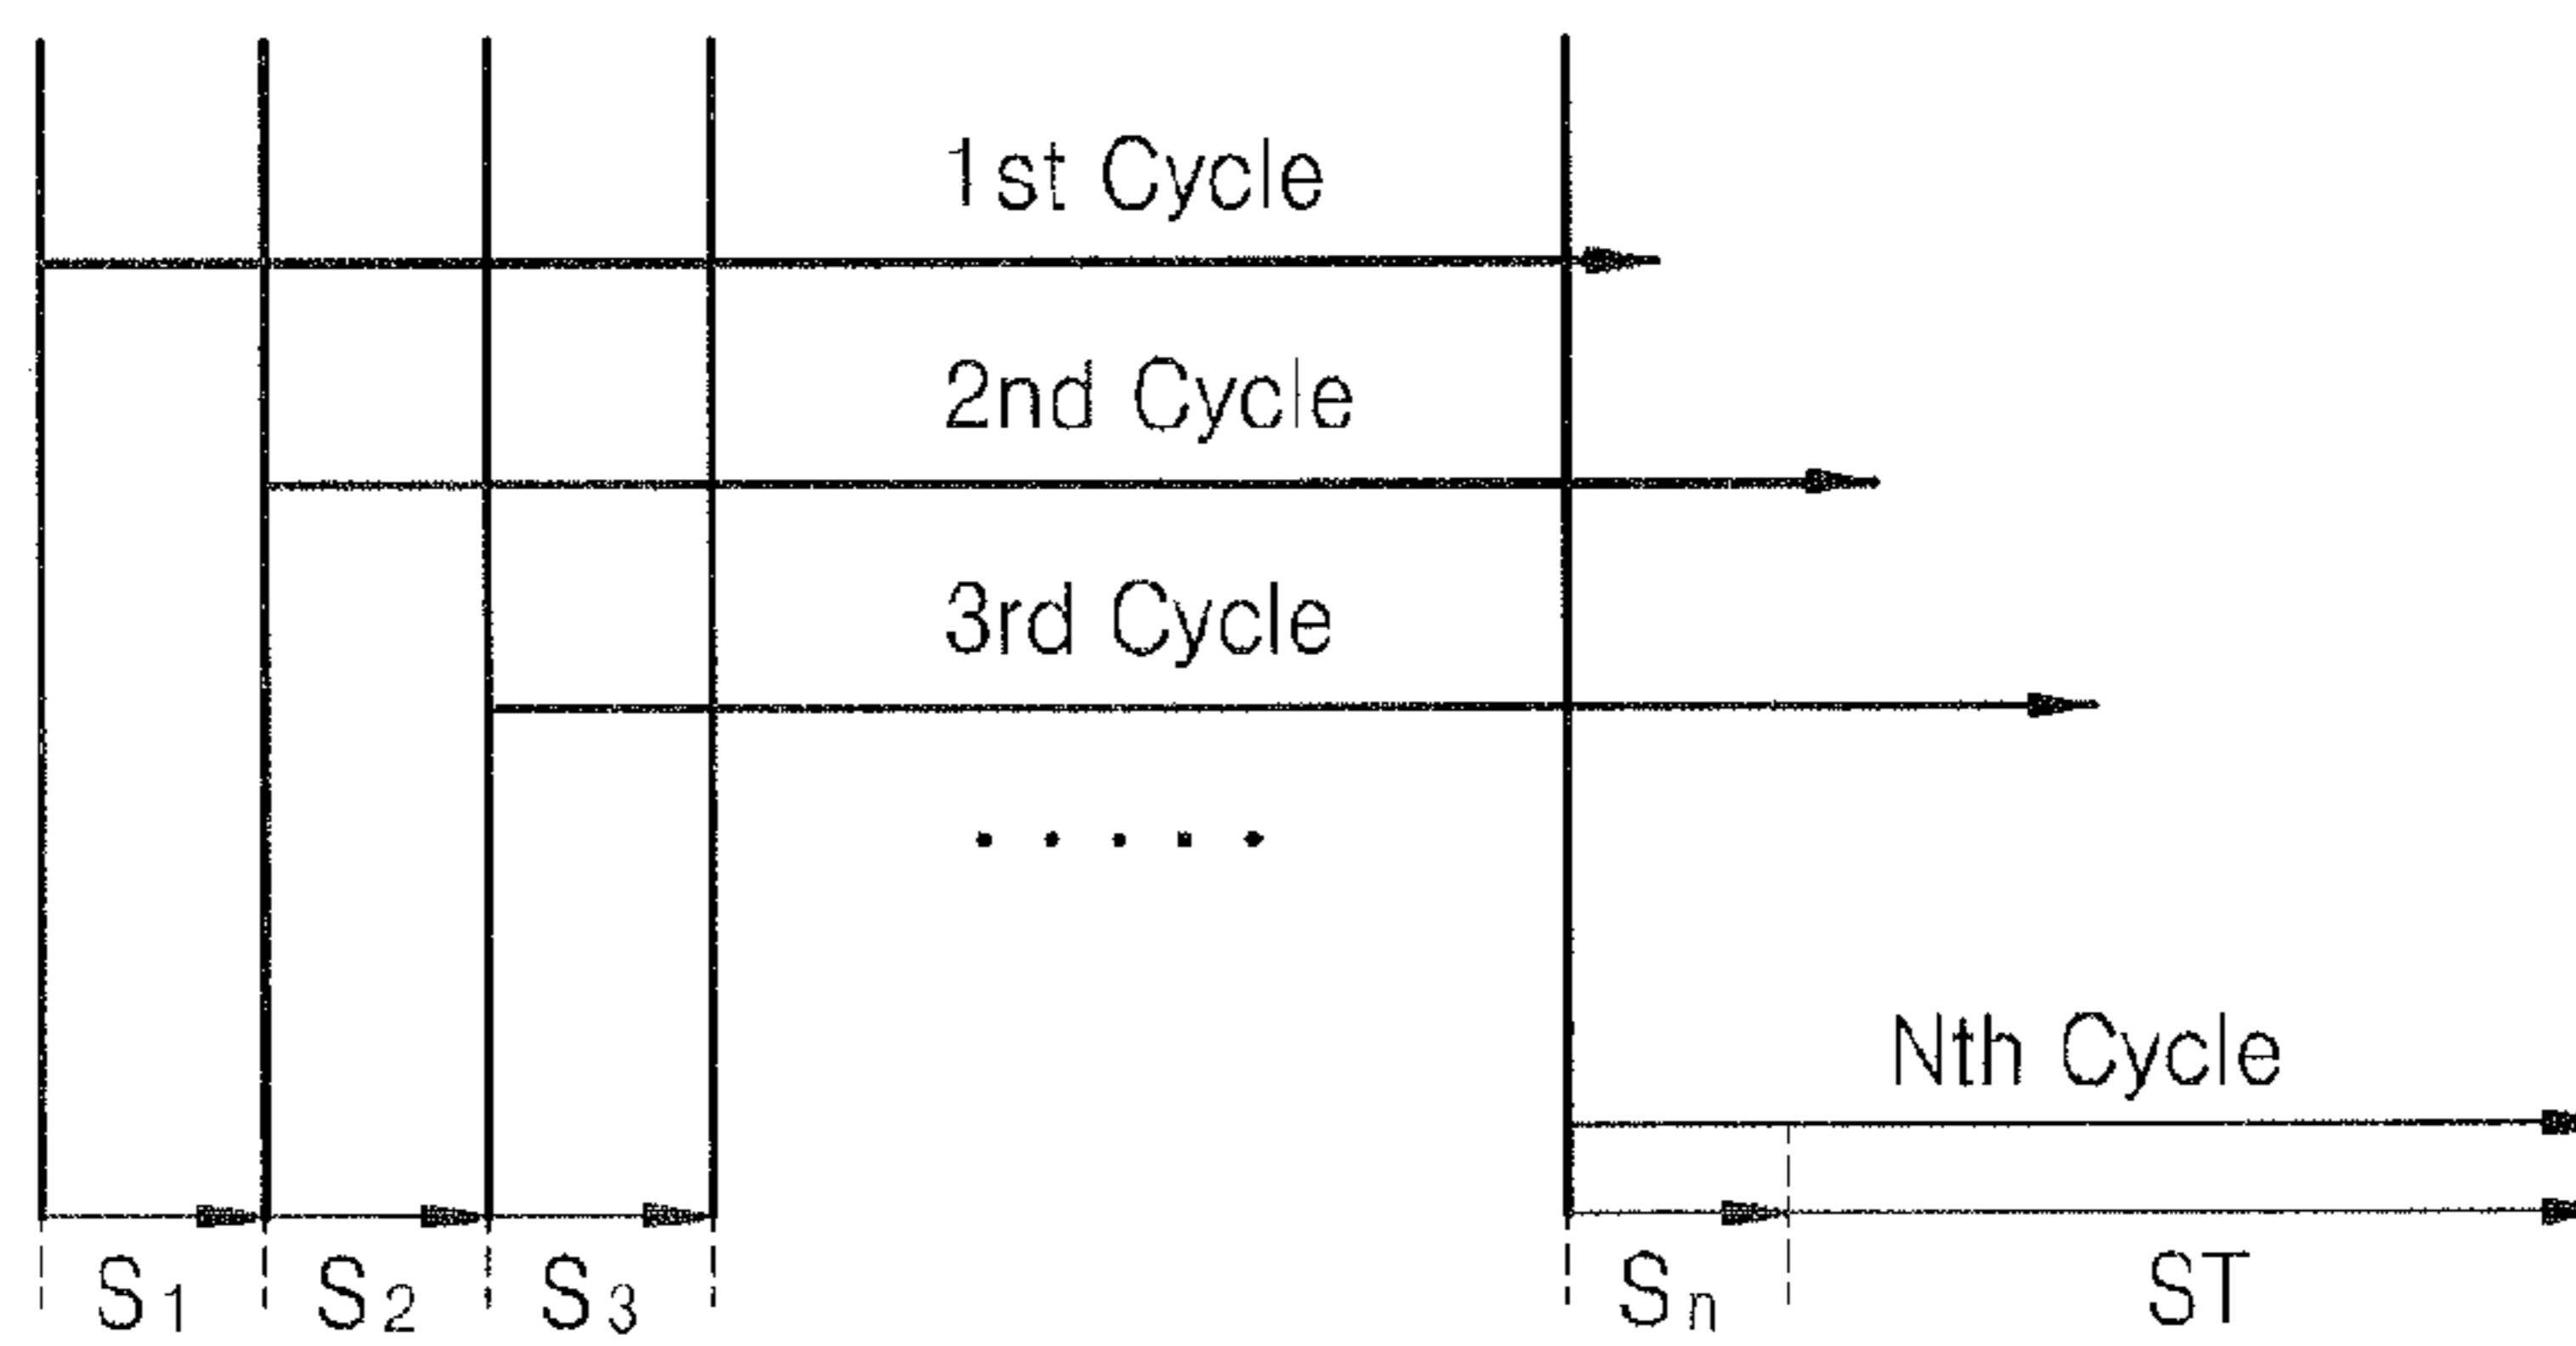 1st Cycle
2nd Cycle
3rd Cycle
.....
Nth Cycle
S1 S2 S3 Sn ST